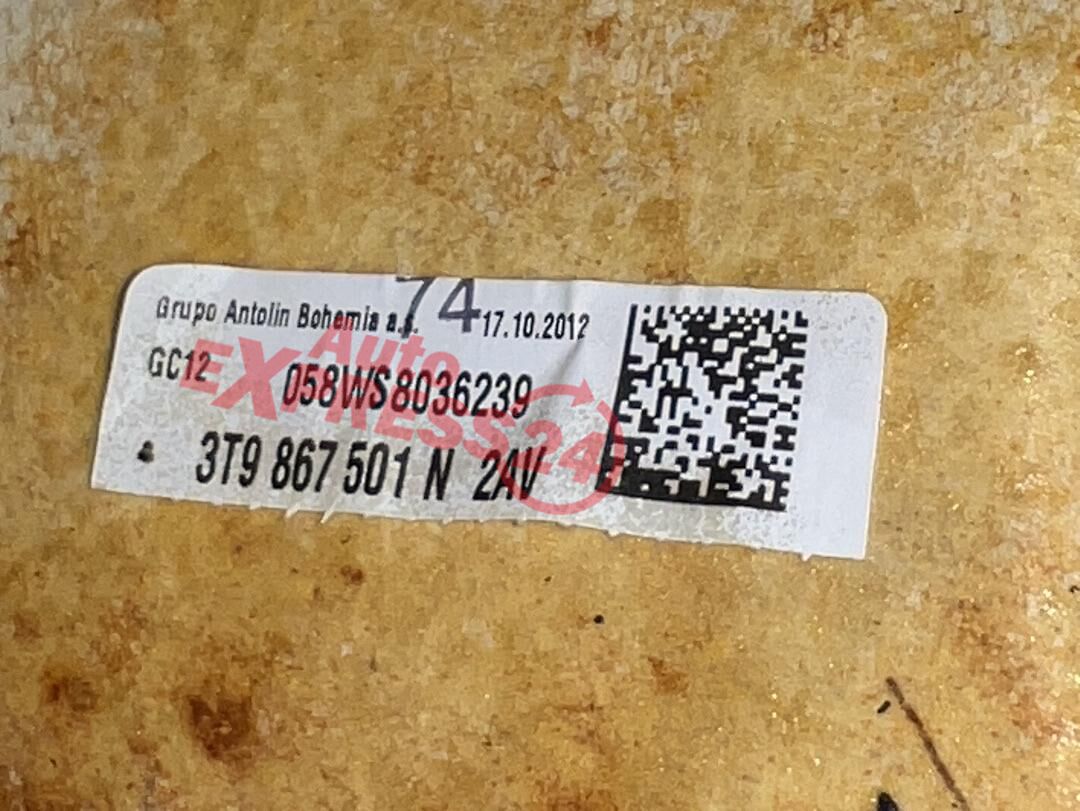 74
Grupo Antolin Bohemia a.s. 17.10.2012
GC12 058WS8036239
3T9 867 501 N 2AV
Auto
EXPRESS24